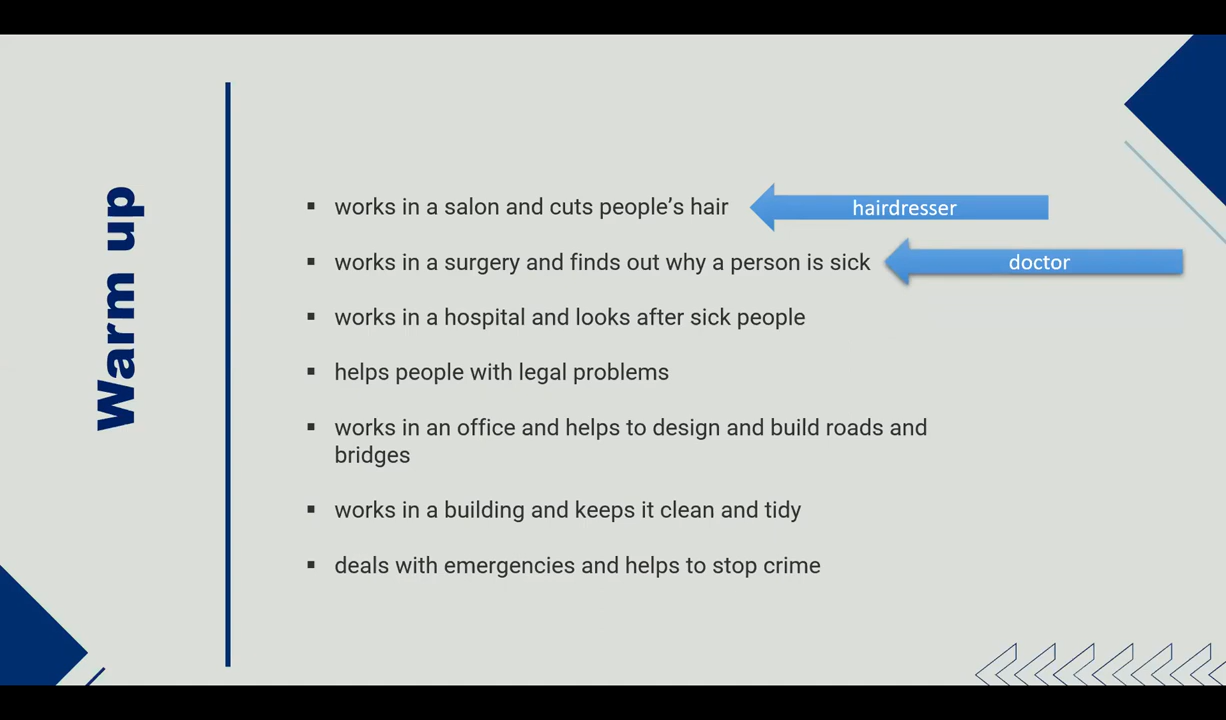 Warm up
▪ works in a salon and cuts people’s hair
hairdresser
▪ works in a surgery and finds out why a person is sick
doctor
▪ works in a hospital and looks after sick people
▪ helps people with legal problems
▪ works in an office and helps to design and build roads and
bridges
▪ works in a building and keeps it clean and tidy
▪ deals with emergencies and helps to stop crime